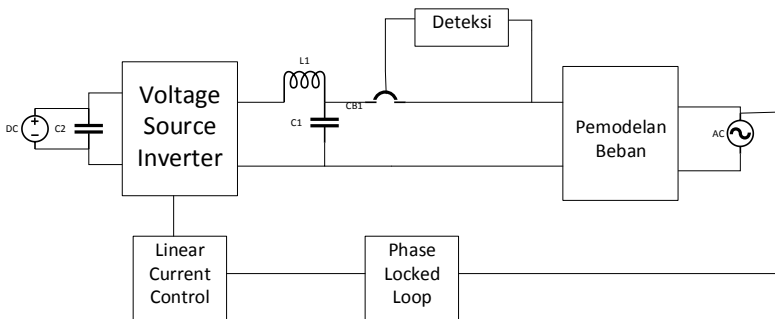 Deteksi
L1
CB1
C1
DC
C2
Voltage
Source
Inverter
Pemodelan
Beban
AC
Linear
Current
Control
Phase
Locked
Loop